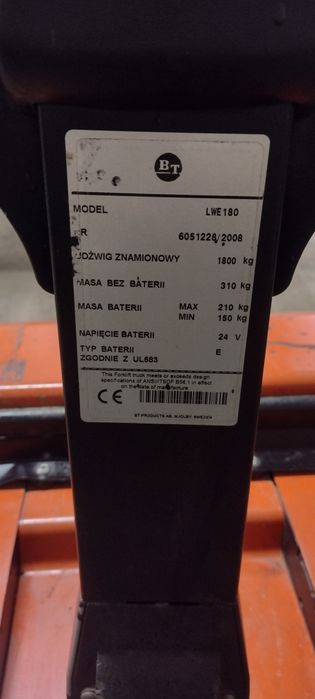 BT
MODEL LWE180
6051228/2008
UDŹWIG ZNAMIONOWY 1800 kg
MASA BEZ BATERII 310 kg
MASA BATERII MAX 210 kg
MIN 150 kg
NAPIĘCIE BATERII 24 V
TYP BATERII E
ZGODNIE Z UL583
This Forklift truck meets or exceeds design
specifications of ANSI/ITSDF B56.1 in effect
on the date of manufacture
CE
BT PRODUCTS AB, MJÖLBY, SWEDEN